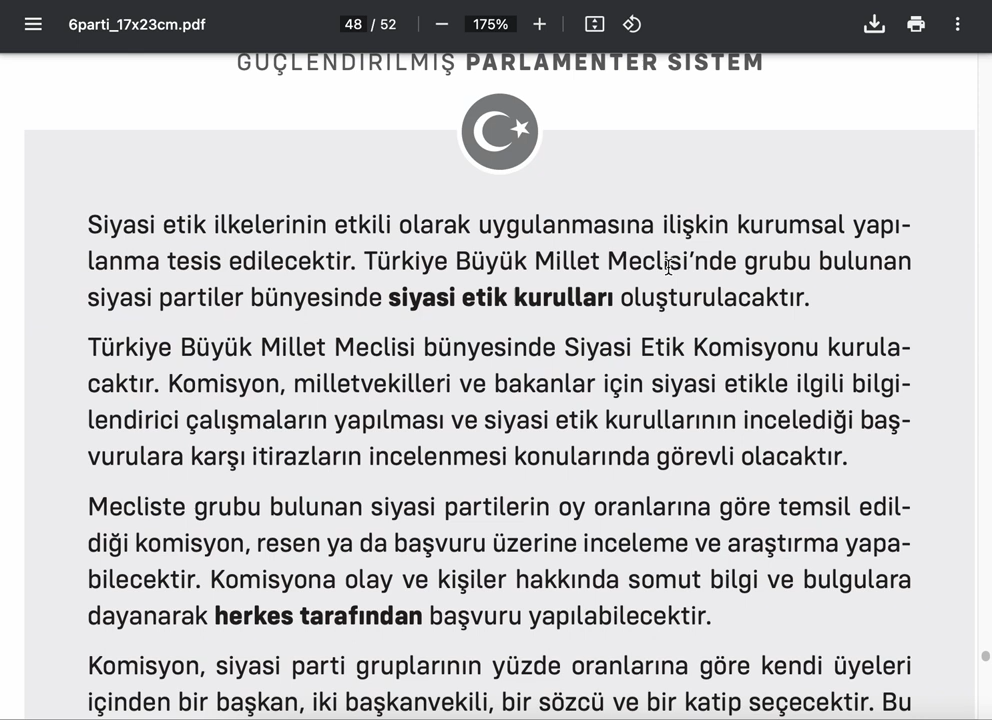 6parti_17x23cm.pdf 48 / 52 175%
GÜÇLENDİRİLMİŞ PARLAMENTER SİSTEM
Siyasi etik ilkelerinin etkili olarak uygulanmasına ilişkin kurumsal yapı-
lanma tesis edilecektir. Türkiye Büyük Millet Meclisi’nde grubu bulunan
siyasi partiler bünyesinde siyasi etik kurulları oluşturulacaktır.
Türkiye Büyük Millet Meclisi bünyesinde Siyasi Etik Komisyonu kurula-
caktır. Komisyon, milletvekilleri ve bakanlar için siyasi etikle ilgili bilgi-
lendirici çalışmaların yapılması ve siyasi etik kurullarının incelediği baş-
vurulara karşı itirazların incelenmesi konularında görevli olacaktır.
Mecliste grubu bulunan siyasi partilerin oy oranlarına göre temsil edil-
diği komisyon, resen ya da başvuru üzerine inceleme ve araştırma yapa-
bilecektir. Komisyona olay ve kişiler hakkında somut bilgi ve bulgulara
dayanarak herkes tarafından başvuru yapılabilecektir.
Komisyon, siyasi parti gruplarının yüzde oranlarına göre kendi üyeleri
içinden bir başkan, iki başkanvekili, bir sözcü ve bir katip seçecektir. Bu